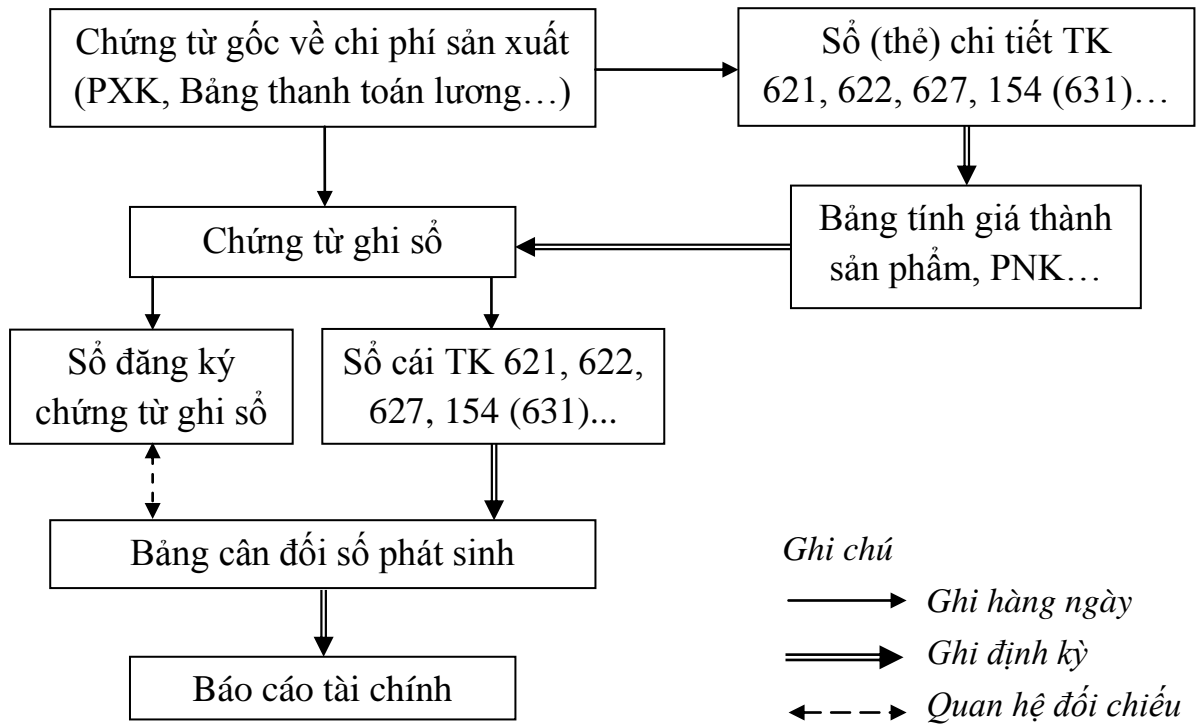 Chứng từ gốc về chi phí sản xuất
(PXK, Bảng thanh toán lương…)
Sổ (thẻ) chi tiết TK
621, 622, 627, 154 (631)…
Bảng tính giá thành
sản phẩm, PNK…
Chứng từ ghi sổ
Sổ đăng ký
chứng từ ghi sổ
Sổ cái TK 621, 622,
627, 154 (631)...
Bảng cân đối số phát sinh
Báo cáo tài chính
Ghi chú
Ghi hàng ngày
Ghi định kỳ
Quan hệ đối chiếu